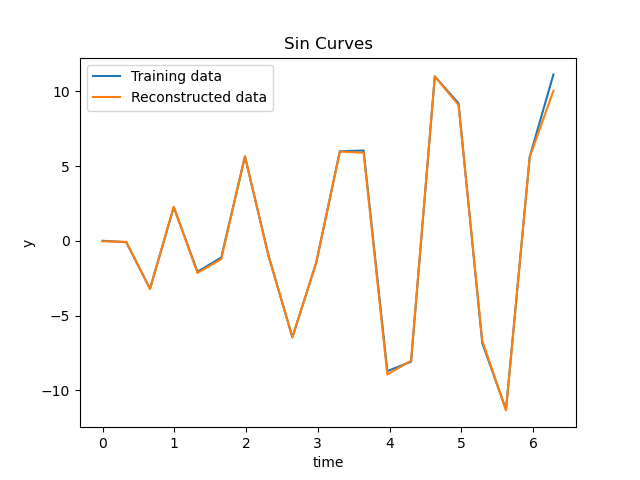 Sin Curves
Training data
Reconstructed data
10
5
0
−5
−10
y
0 1 2 3 4 5 6
time